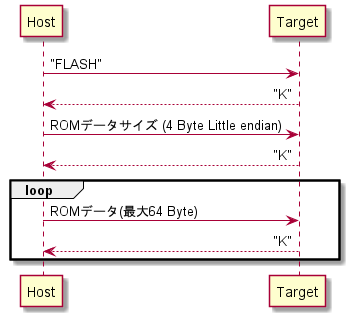 Host Target
"FLASH"
"K"
ROMデータサイズ (4 Byte Little endian)
"K"
loop
ROMデータ(最大64 Byte)
"K"
Host Target